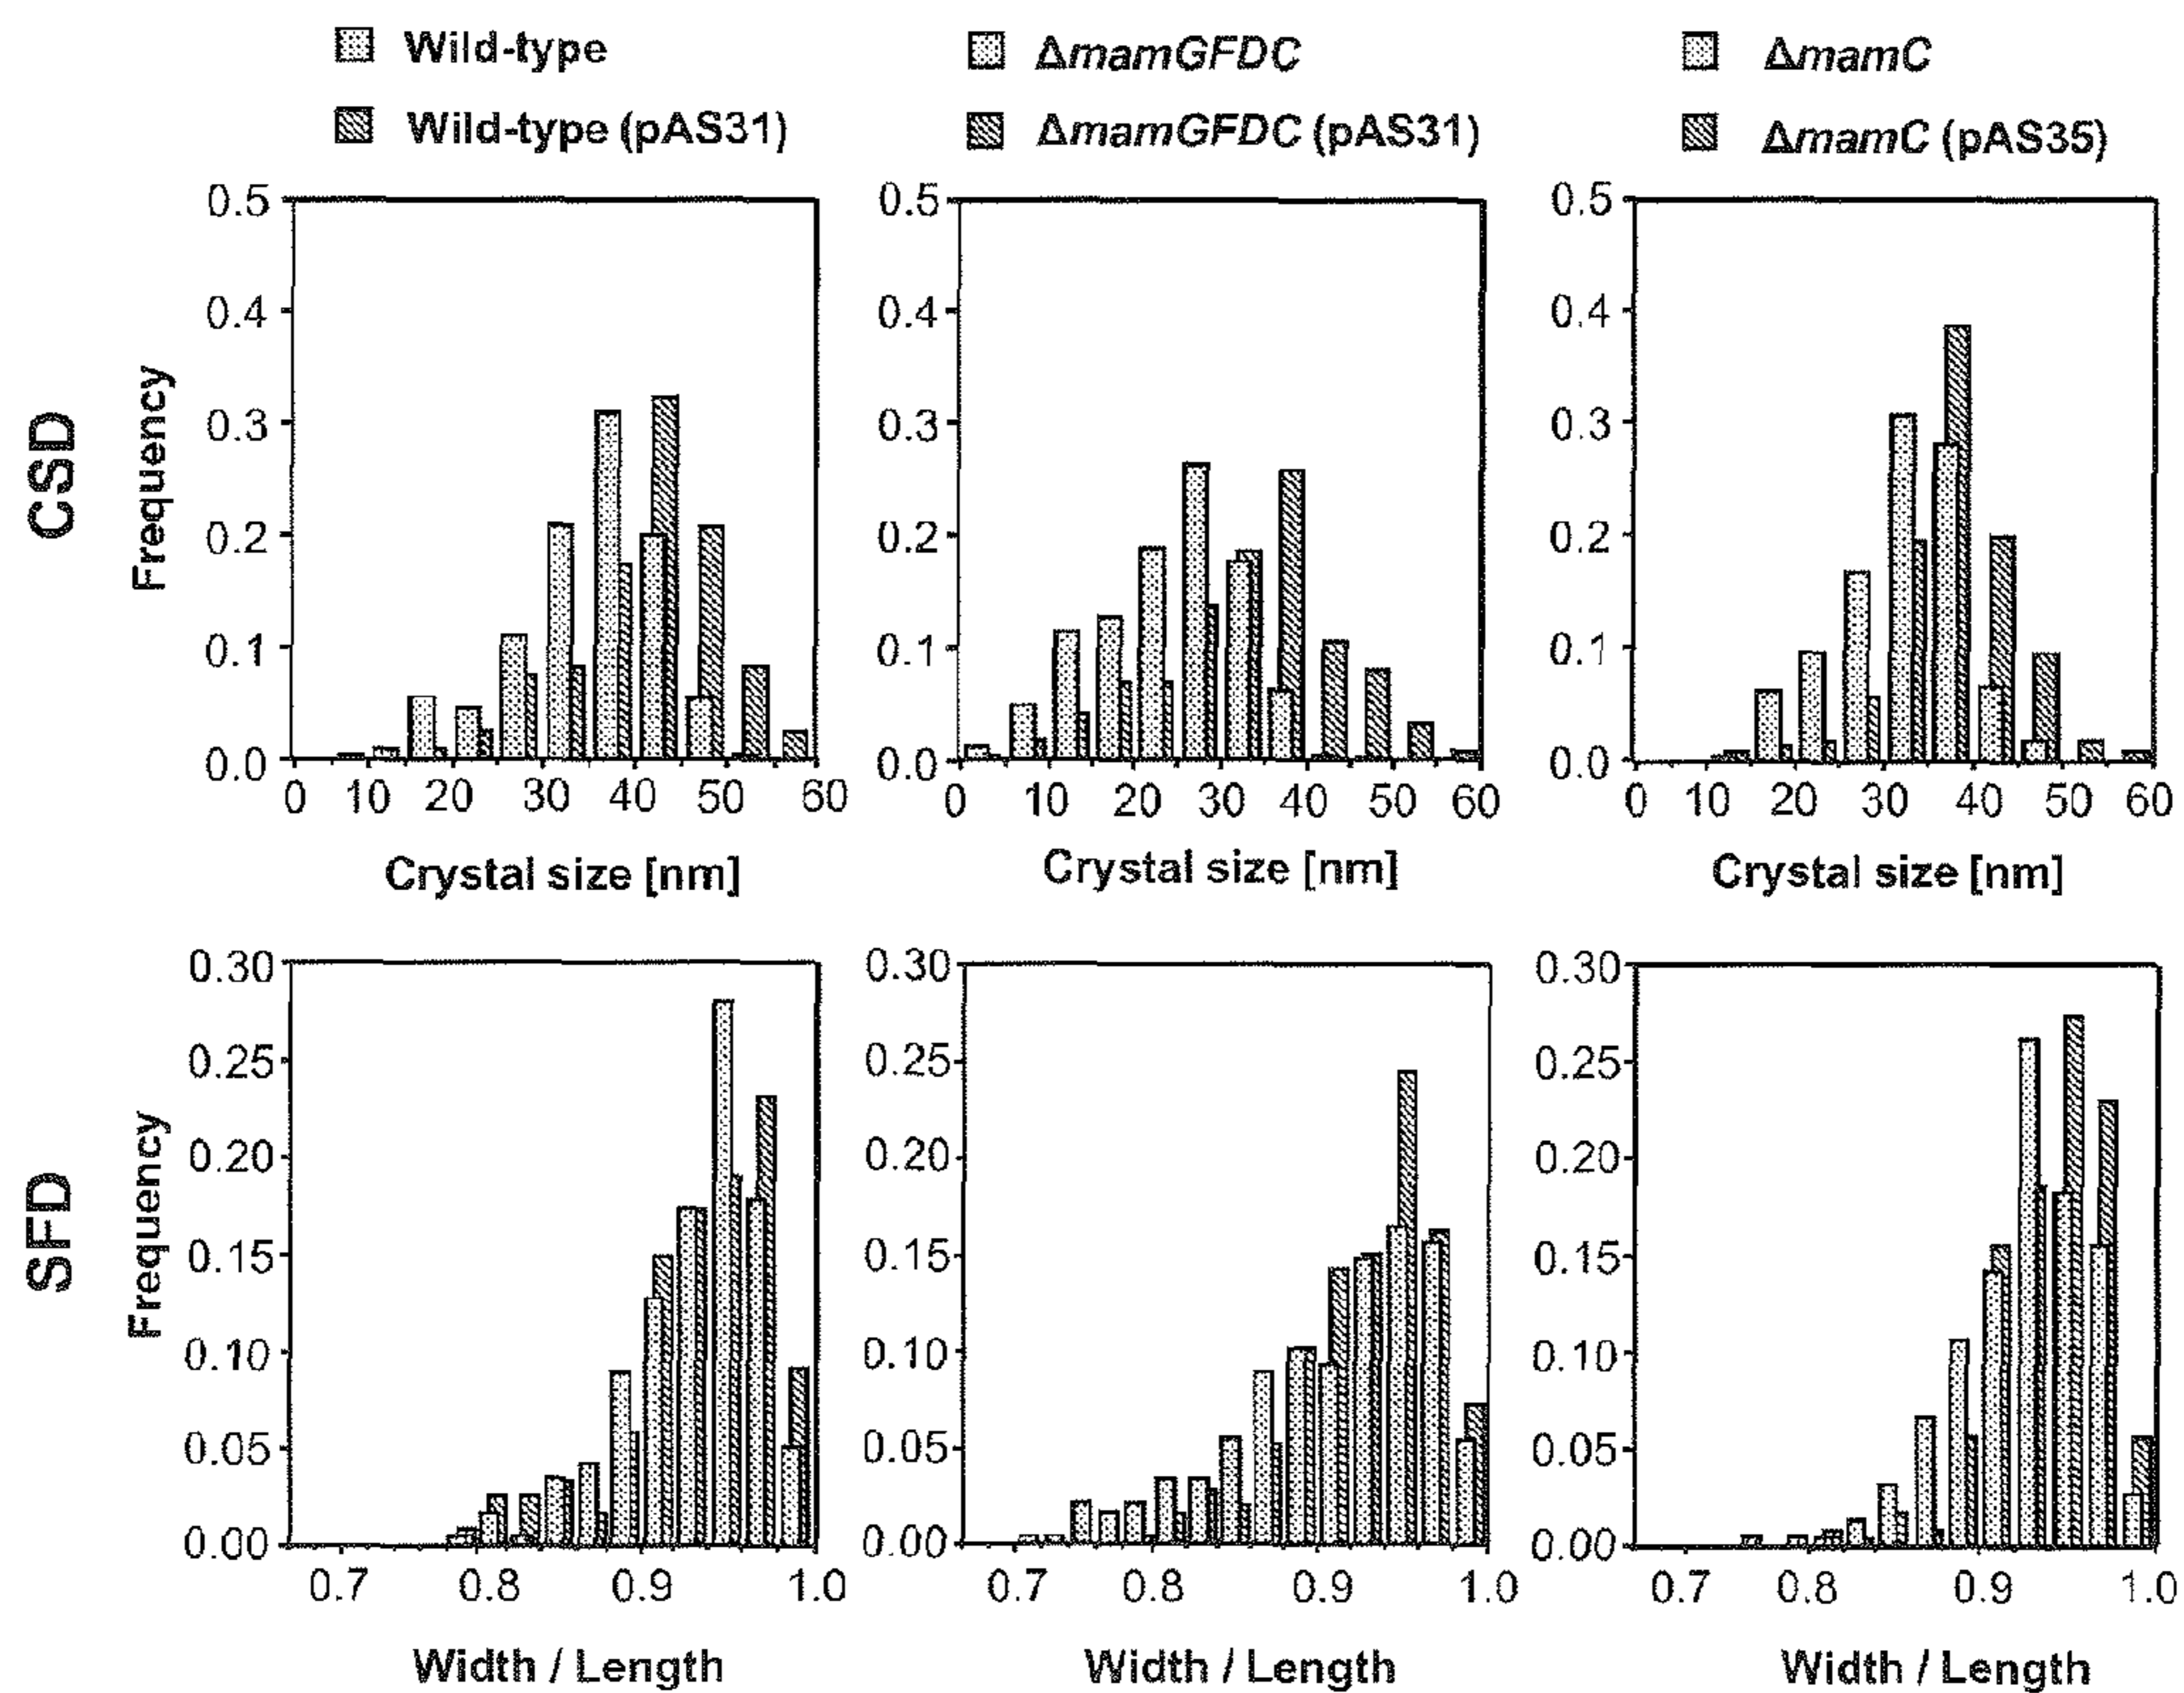 Wild-type
Wild-type (pAS31)
ΔmamGFDC
ΔmamGFDC (pAS31)
ΔmamC
ΔmamC (pAS35)
CSD
Frequency
0.5
0.4
0.3
0.2
0.1
0.0
0 10 20 30 40 50 60
Crystal size [nm]
0.5
0.4
0.3
0.2
0.1
0.0
0 10 20 30 40 50 60
Crystal size [nm]
0.5
0.4
0.3
0.2
0.1
0.0
0 10 20 30 40 50 60
Crystal size [nm]
SFD
Frequency
0.30
0.25
0.20
0.15
0.10
0.05
0.00
0.7 0.8 0.9 1.0
Width / Length
0.30
0.25
0.20
0.15
0.10
0.05
0.00
0.7 0.8 0.9 1.0
Width / Length
0.30
0.25
0.20
0.15
0.10
0.05
0.00
0.7 0.8 0.9 1.0
Width / Length